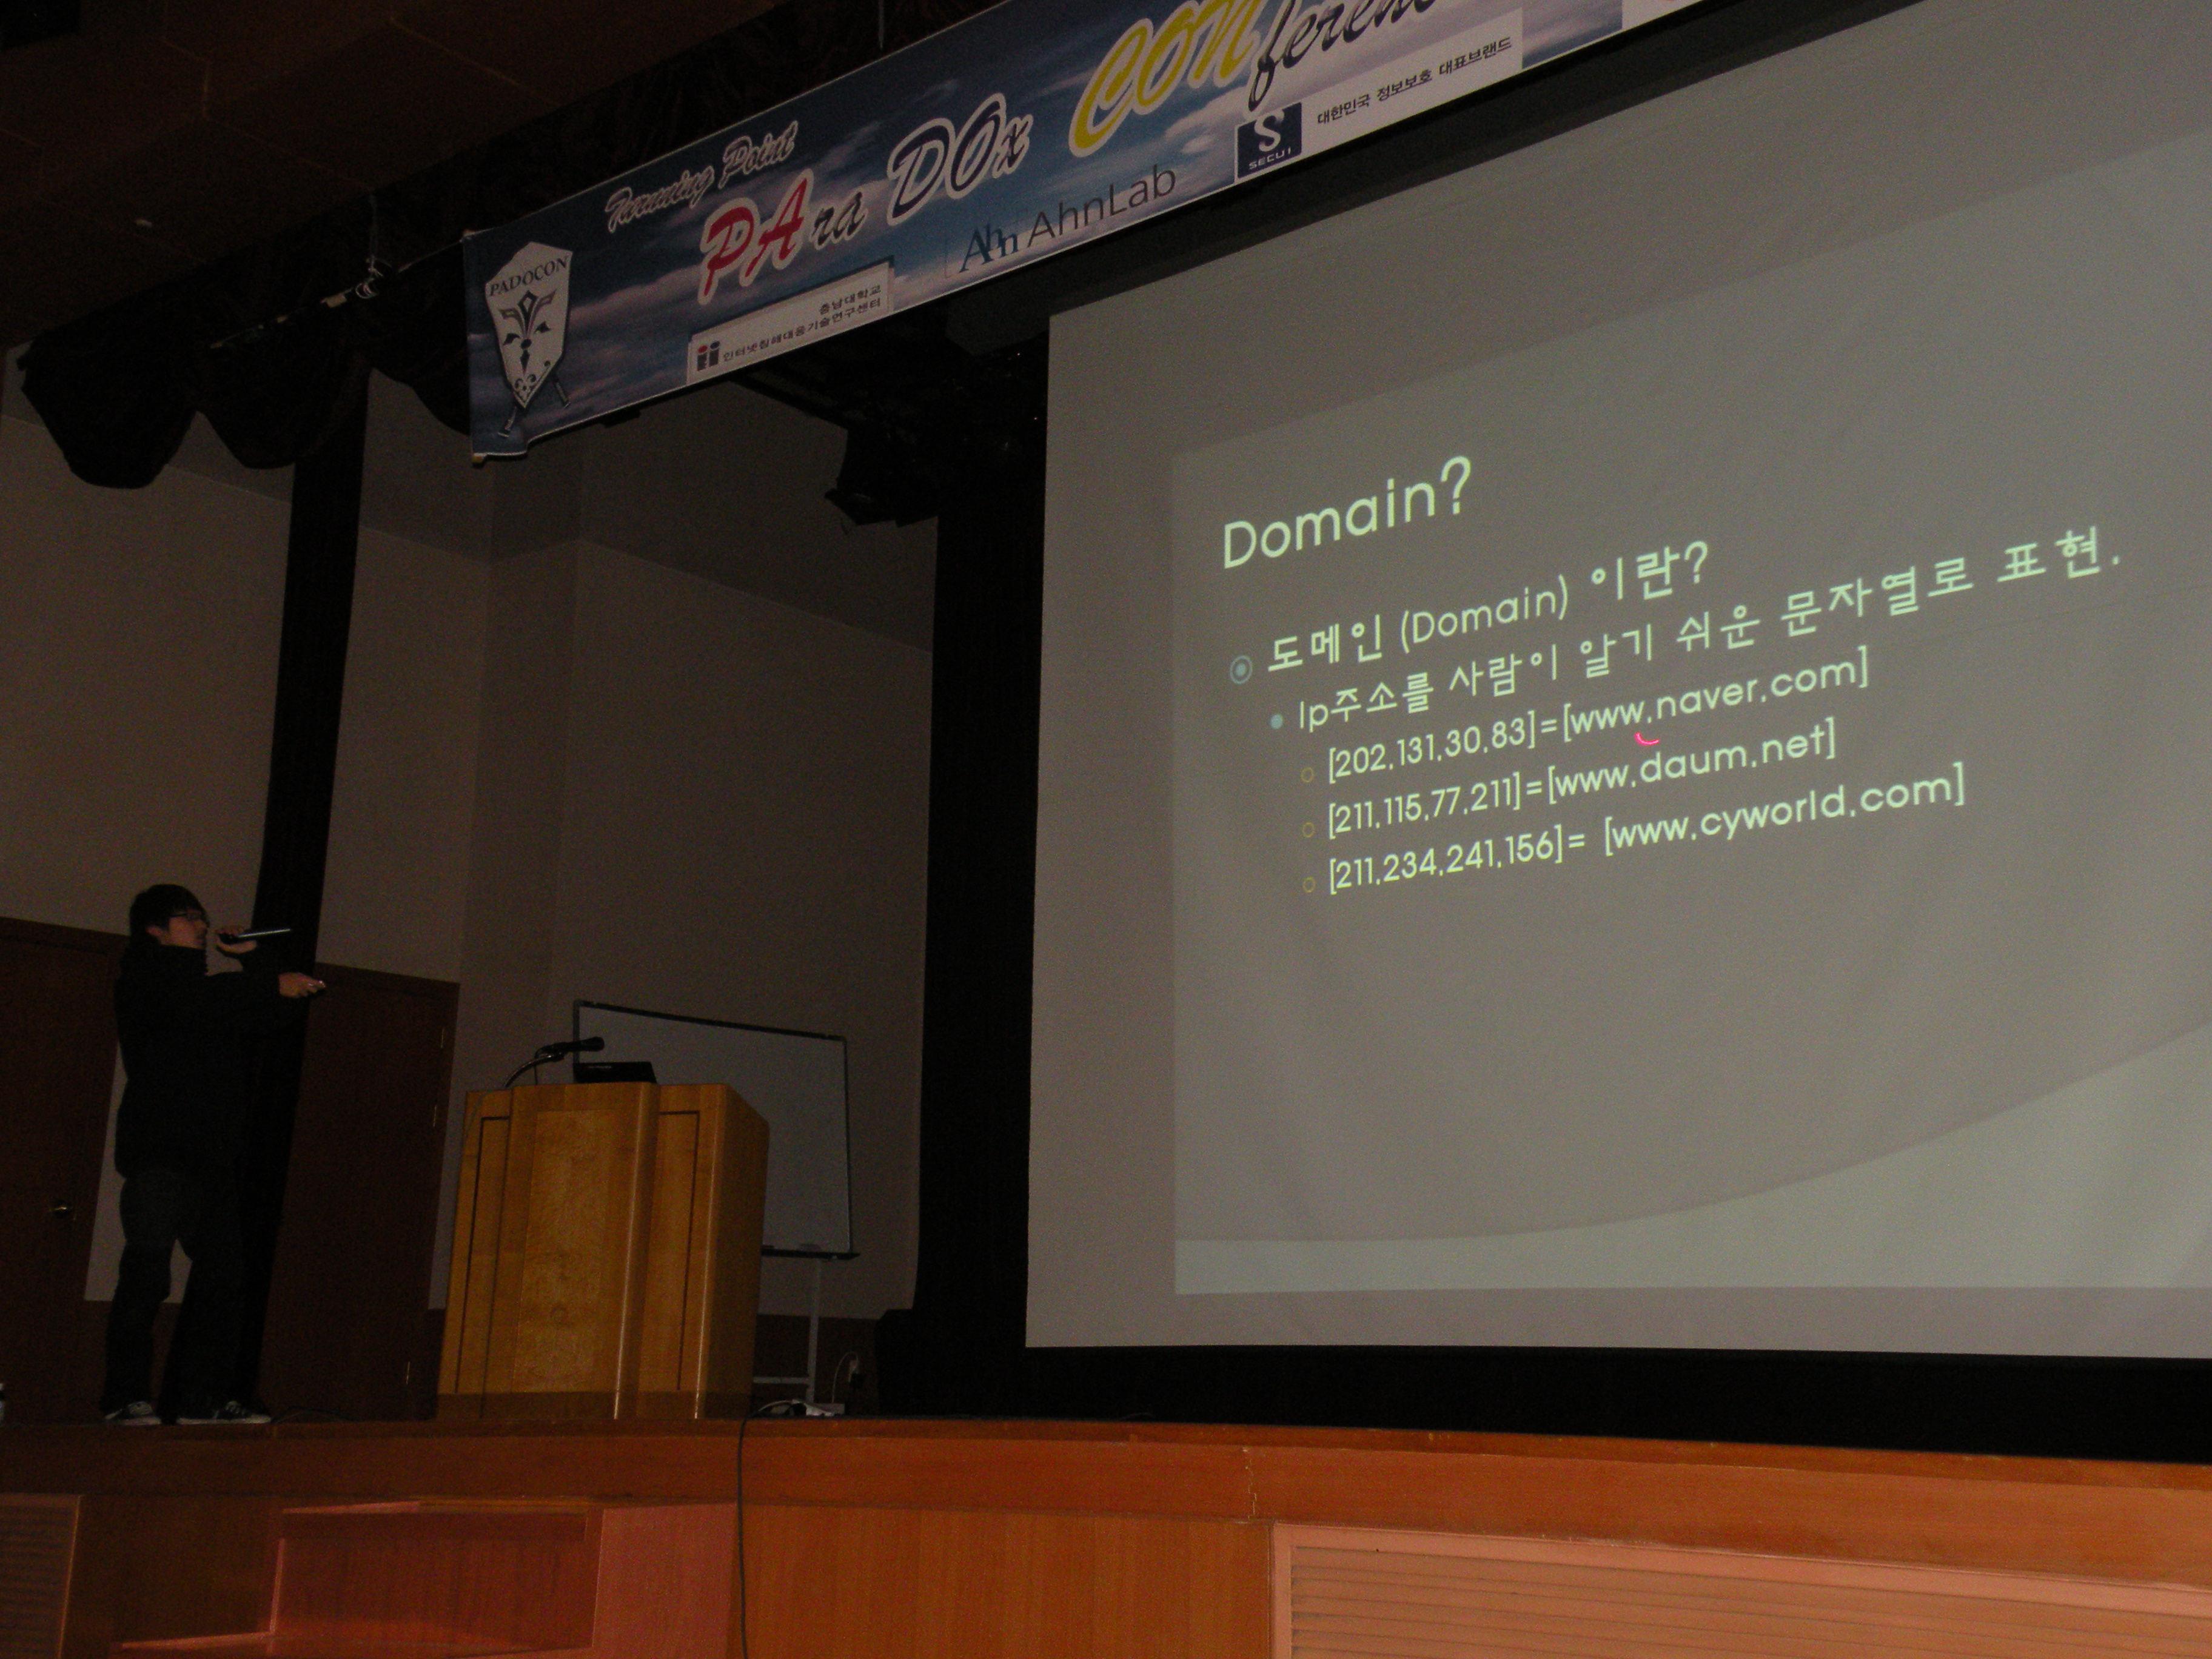 Turnning Point
PAra DOx CONferen
PADOCON
충남대학교
인터넷침해대응기술연구센터
Ahn AhnLab
S
SECUI
대한민국 정보보호 대표브랜드
Domain?
도메인 (Domain) 이란?
Ip주소를 사람이 알기 쉬운 문자열로 표현.
[202.131.30.83]=[www.naver.com]
[211.115.77.211]=[www.daum.net]
[211.234.241.156]= [www.cyworld.com]